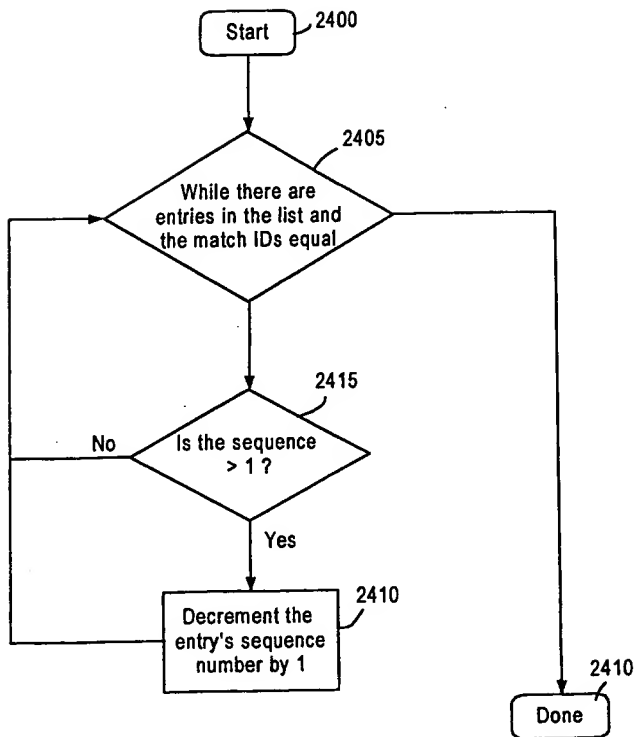 Start
2400
2405
While there are
entries in the list and
the match IDs equal
2415
No
Is the sequence
> 1 ?
Yes
2410
Decrement the
entry's sequence
number by 1
2410
Done